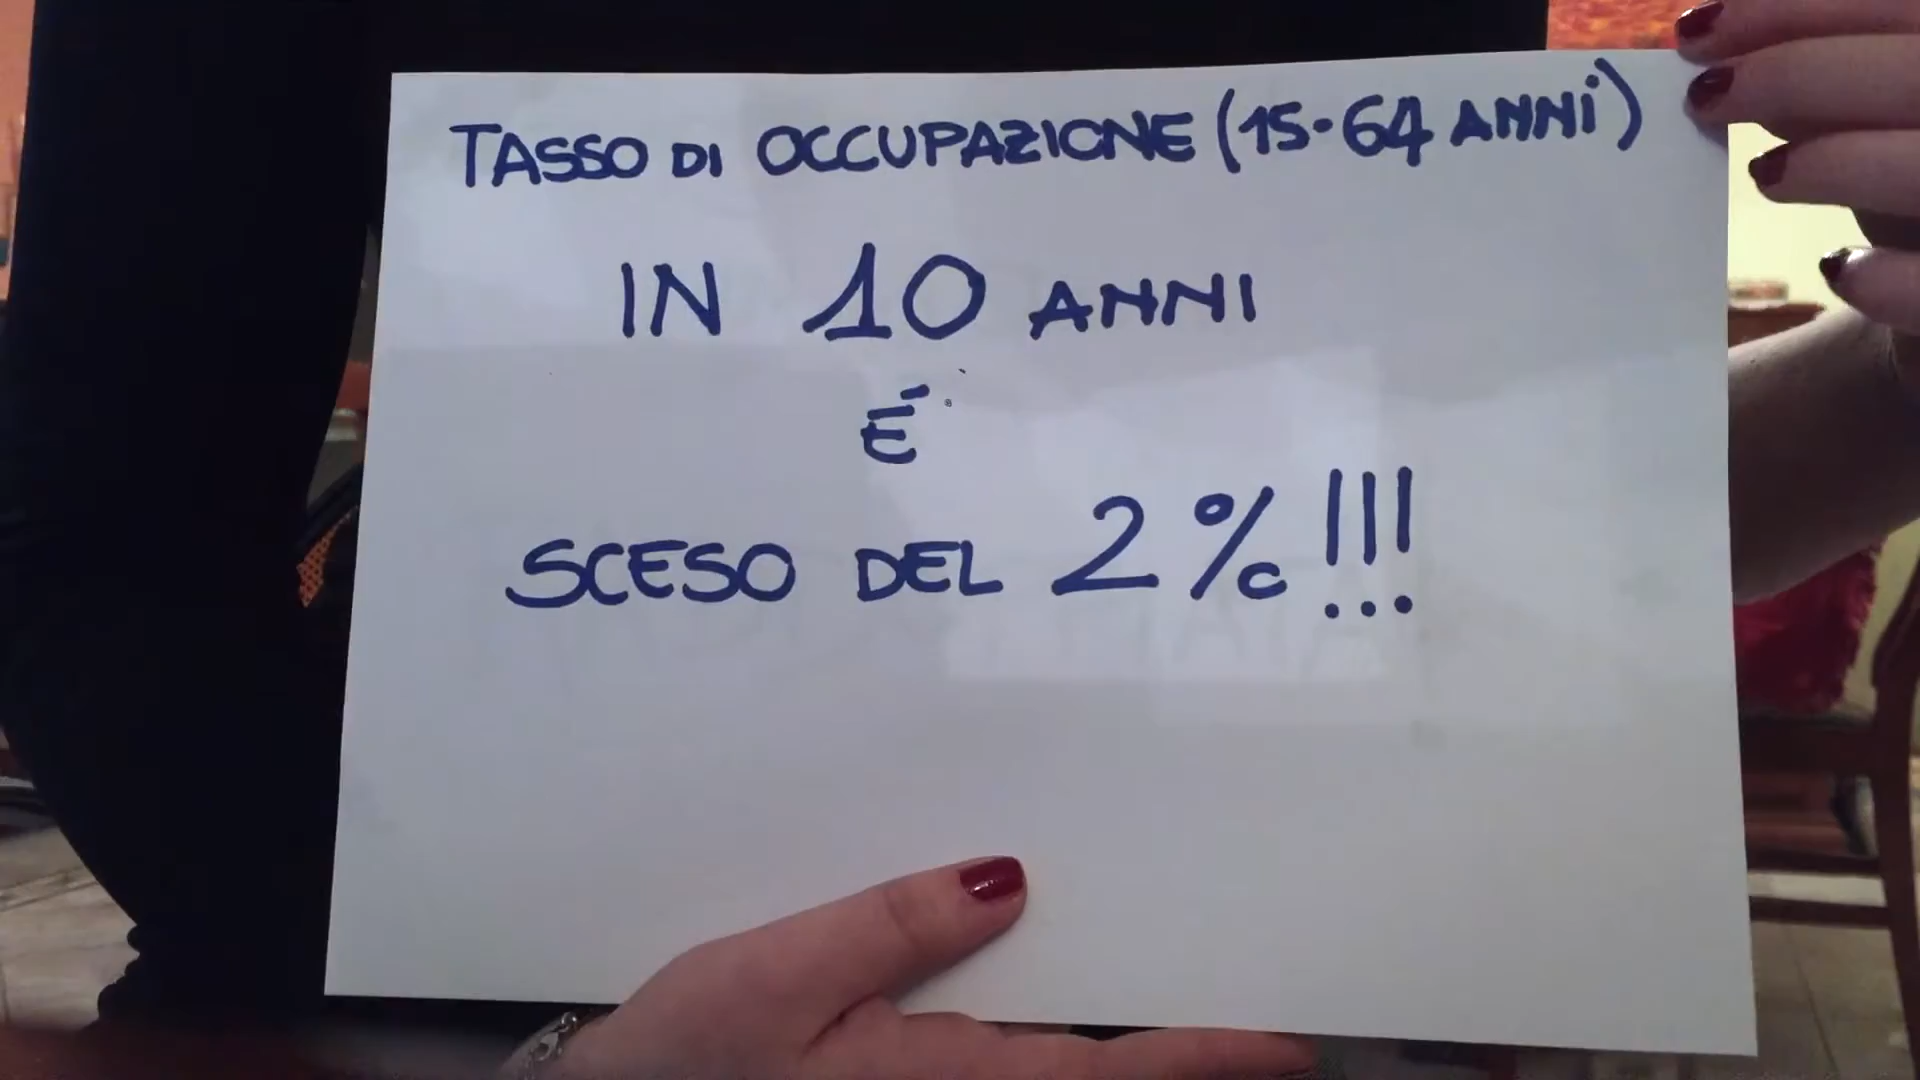 TASSO DI OCCUPAZIONE (15-64 ANNI)
IN 10 ANNI
É
SCESO DEL 2%!!!